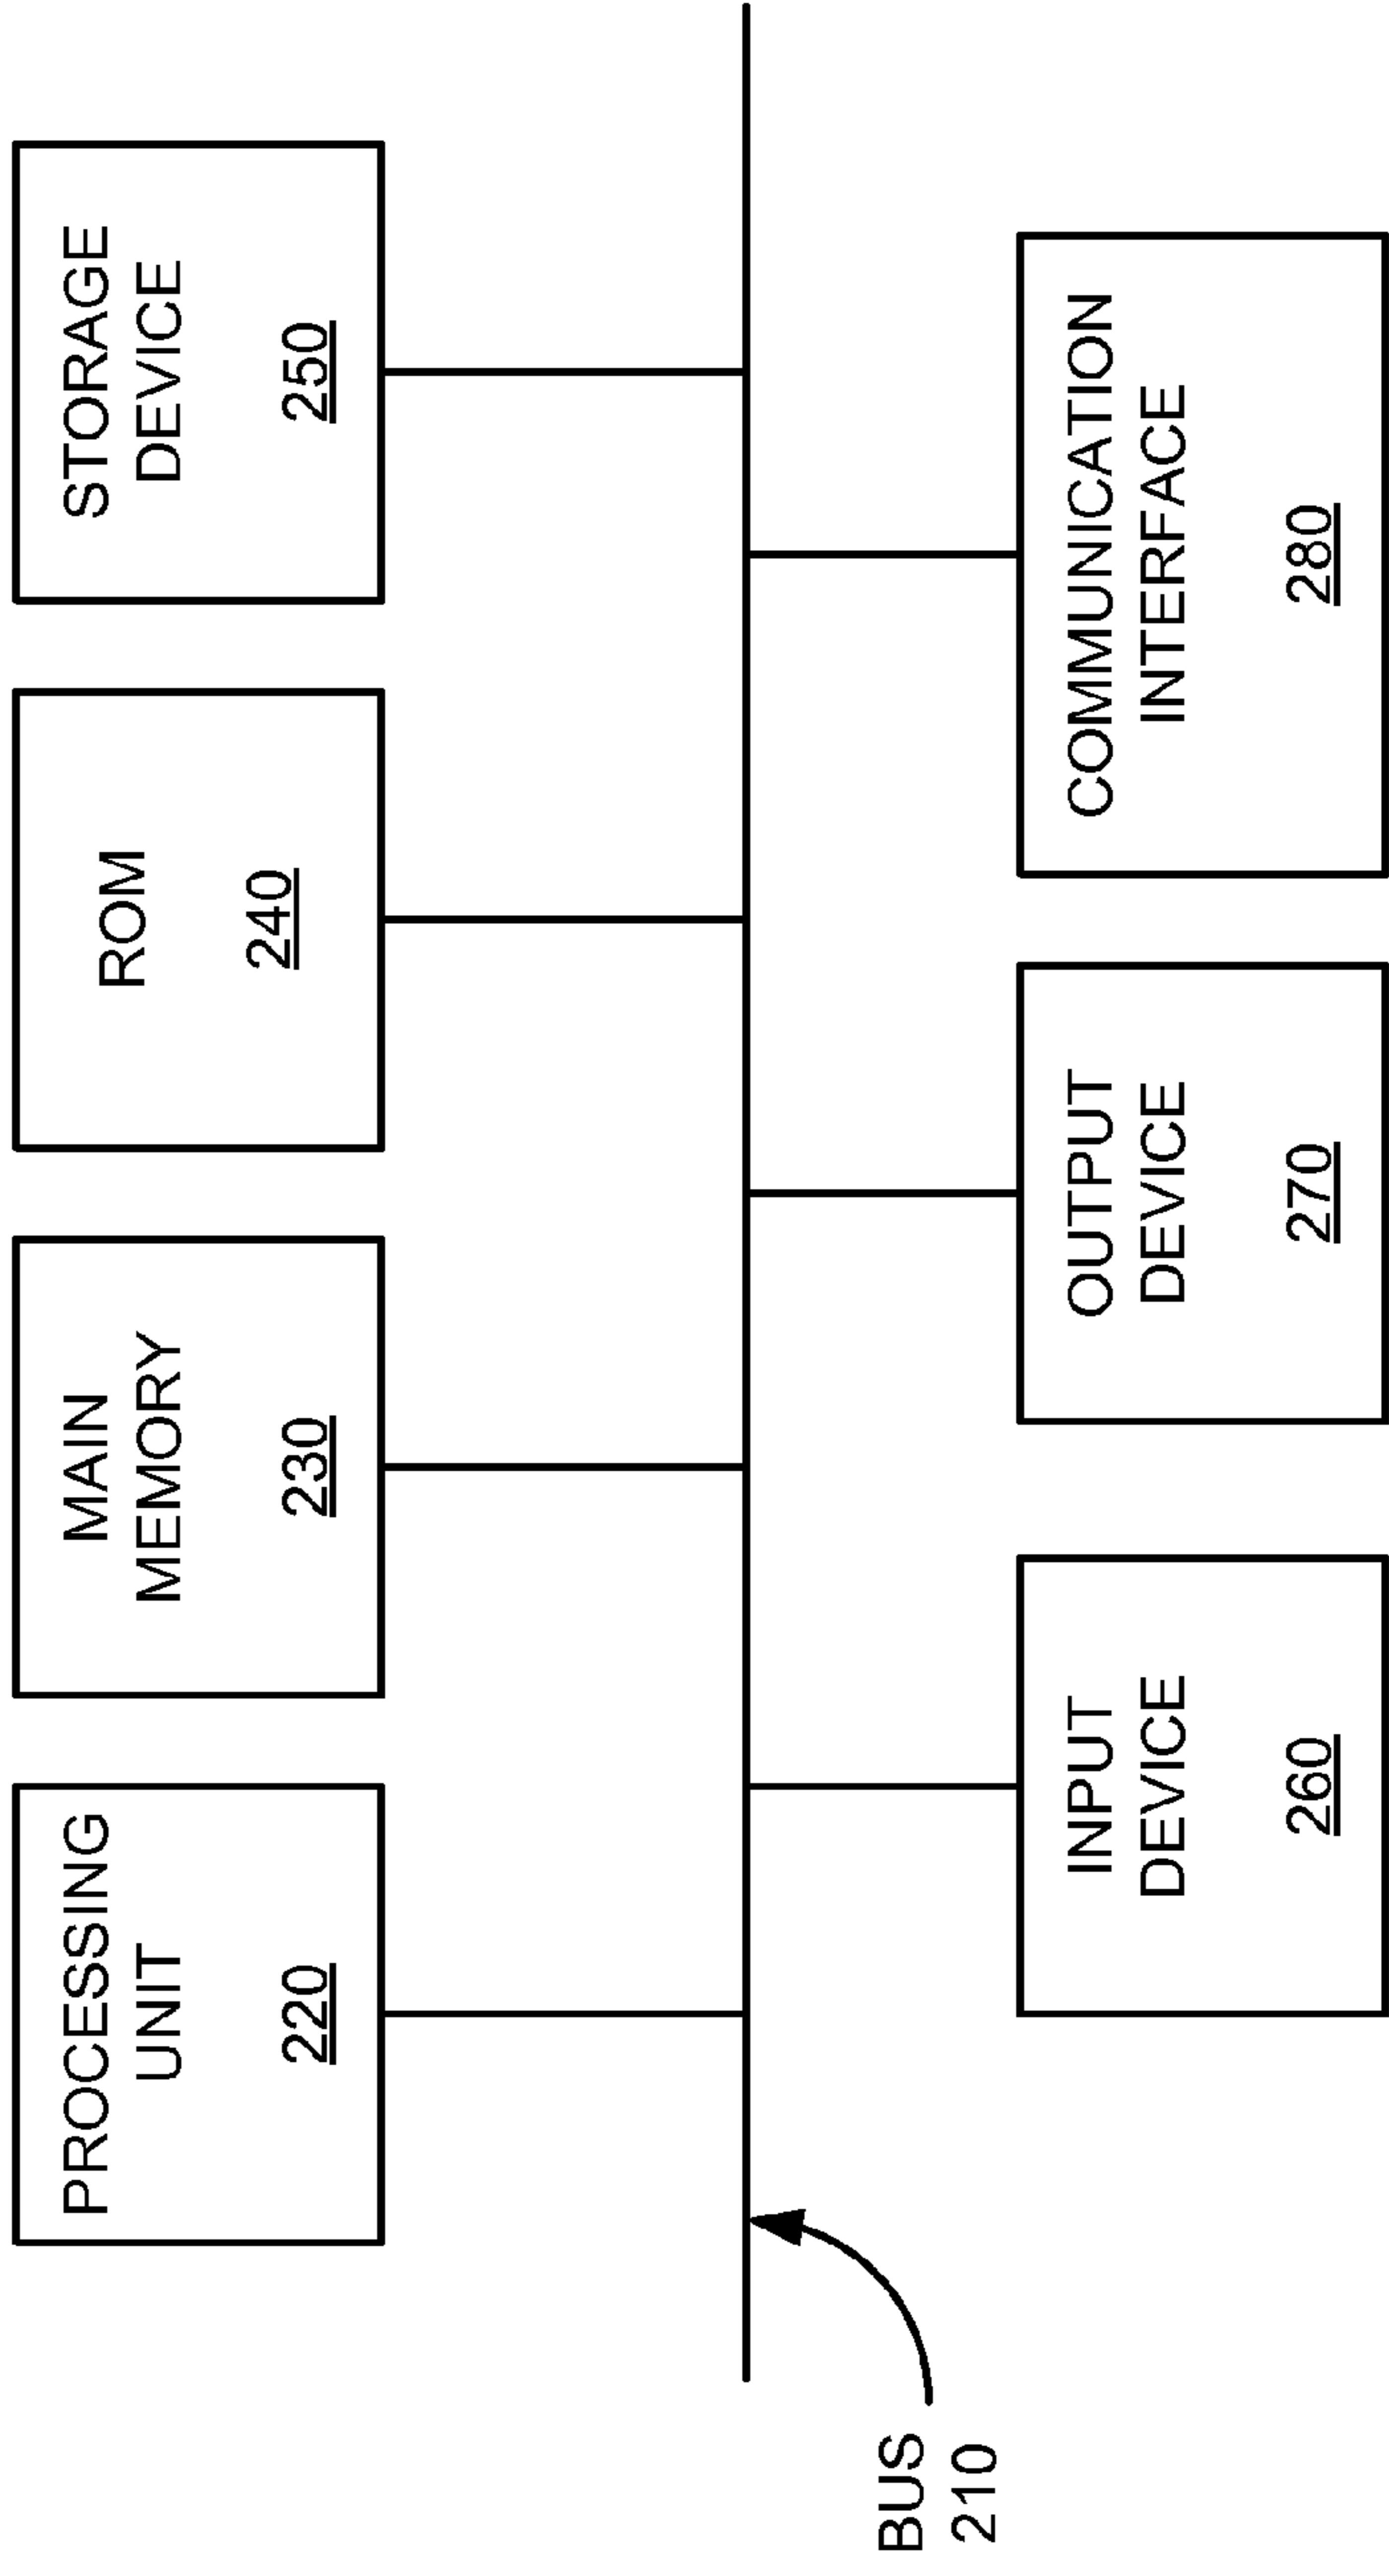 PROCESSING
UNIT
220
MAIN
MEMORY
230
ROM
240
STORAGE
DEVICE
250
BUS
210
INPUT
DEVICE
260
OUTPUT
DEVICE
270
COMMUNICATION
INTERFACE
280